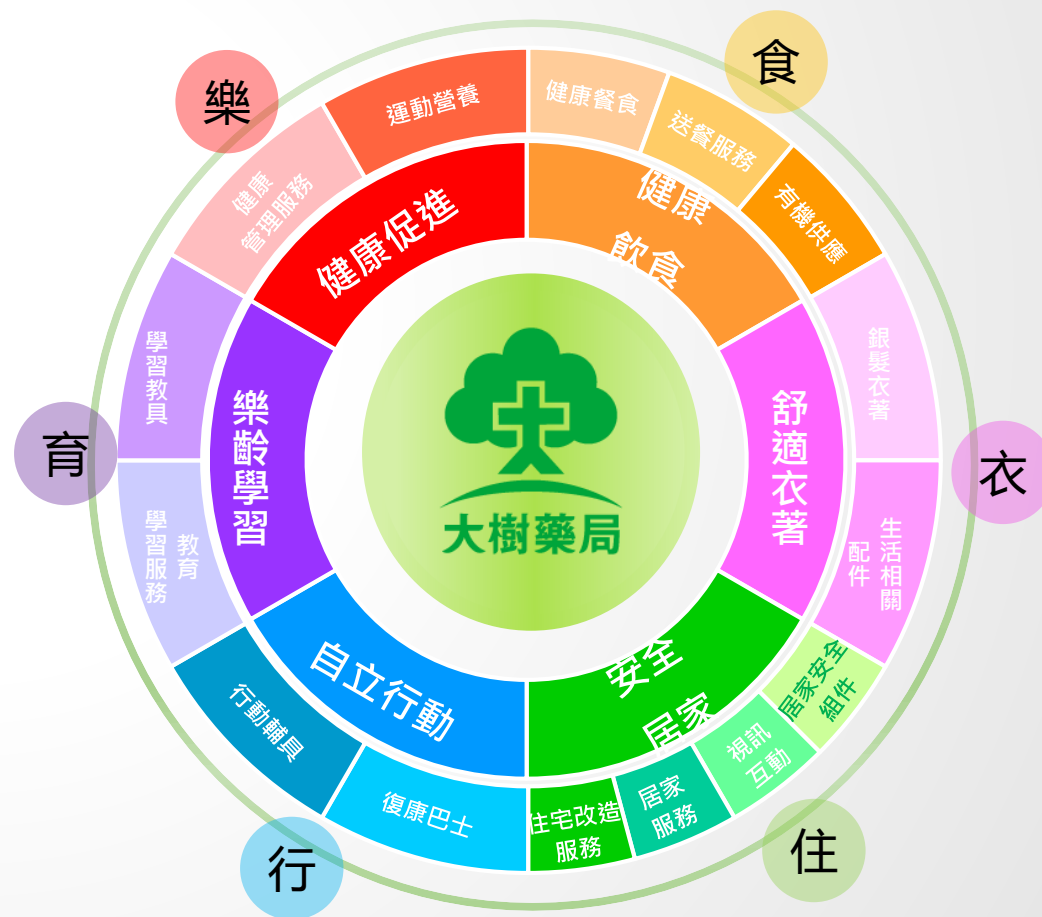 食
健康
飲食
健康餐食
送餐服務
有機供應
衣
舒適衣著
銀髮衣著
生活相關
配件
住
安全
居家
居家安全
組件
視訊
互動
居家
服務
住宅改造
服務
行
自立行動
復康巴士
行動輔具
育
樂齡學習
教育
學習服務
學習教具
樂
健康促進
健康
管理服務
運動營養
大樹藥局